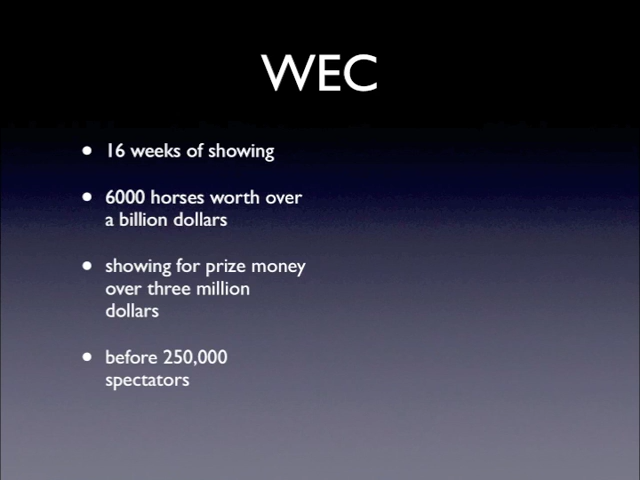 WEC
• 16 weeks of showing
• 6000 horses worth over
a billion dollars
• showing for prize money
over three million
dollars
• before 250,000
spectators